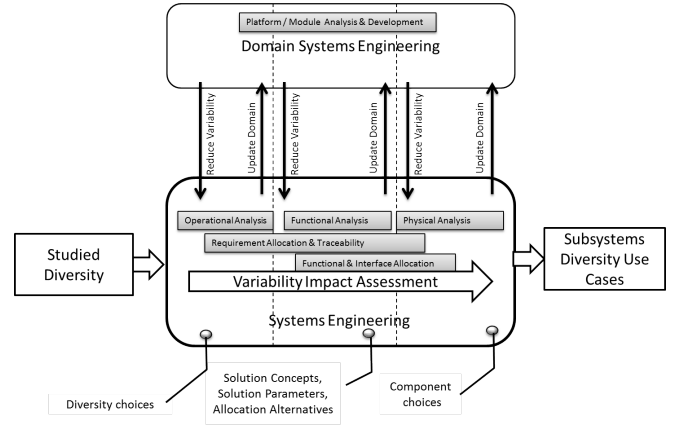 Platform / Module Analysis & Development
Domain Systems Engineering
Reduce Variability
Update Domain
Reduce Variability
Update Domain
Reduce Variability
Update Domain
Operational Analysis
Functional Analysis
Physical Analysis
Requirement Allocation & Traceability
Functional & Interface Allocation
Studied
Diversity
Variability Impact Assessment
Subsystems
Diversity Use
Cases
Systems Engineering
Diversity choices
Solution Concepts,
Solution Parameters,
Allocation Alternatives
Component
choices